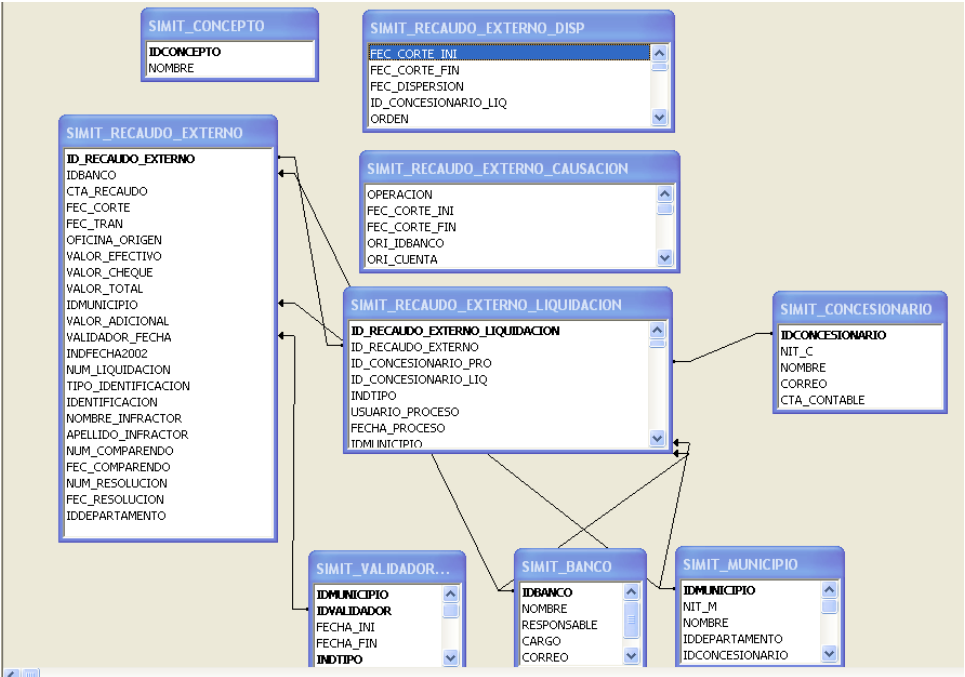 SIMIT_CONCEPTO
IDCONCEPTO
NOMBRE
SIMIT_RECAUDO_EXTERNO_DISP
FEC_CORTE_INI
FEC_CORTE_FIN
FEC_DISPERSION
ID_CONCESIONARIO_LIQ
ORDEN
SIMIT_RECAUDO_EXTERNO
ID_RECAUDO_EXTERNO
IDBANCO
CTA_RECAUDO
FEC_CORTE
FEC_TRAN
OFICINA_ORIGEN
VALOR_EFECTIVO
VALOR_CHEQUE
VALOR_TOTAL
IDMUNICIPIO
VALOR_ADICIONAL
VALIDADOR_FECHA
INDFECHA2002
NUM_LIQUIDACION
TIPO_IDENTIFICACION
IDENTIFICACION
NOMBRE_INFRACTOR
APELLIDO_INFRACTOR
NUM_COMPARENDO
FEC_COMPARENDO
NUM_RESOLUCION
FEC_RESOLUCION
IDDEPARTAMENTO
SIMIT_RECAUDO_EXTERNO_CAUSACION
OPERACION
FEC_CORTE_INI
FEC_CORTE_FIN
ORI_IDBANCO
ORI_CUENTA
SIMIT_RECAUDO_EXTERNO_LIQUIDACION
ID_RECAUDO_EXTERNO_LIQUIDACION
ID_RECAUDO_EXTERNO
ID_CONCESIONARIO_PRO
ID_CONCESIONARIO_LIQ
INDTIPO
USUARIO_PROCESO
FECHA_PROCESO
IDMUNICIPIO
SIMIT_CONCESIONARIO
IDCONCESIONARIO
NIT_C
NOMBRE
CORREO
CTA_CONTABLE
SIMIT_VALIDADOR...
IDMUNICIPIO
IDVALIDADOR
FECHA_INI
FECHA_FIN
INDTIPO
SIMIT_BANCO
IDBANCO
NOMBRE
RESPONSABLE
CARGO
CORREO
SIMIT_MUNICIPIO
IDMUNICIPIO
NIT_M
NOMBRE
IDDEPARTAMENTO
IDCONCESIONARIO